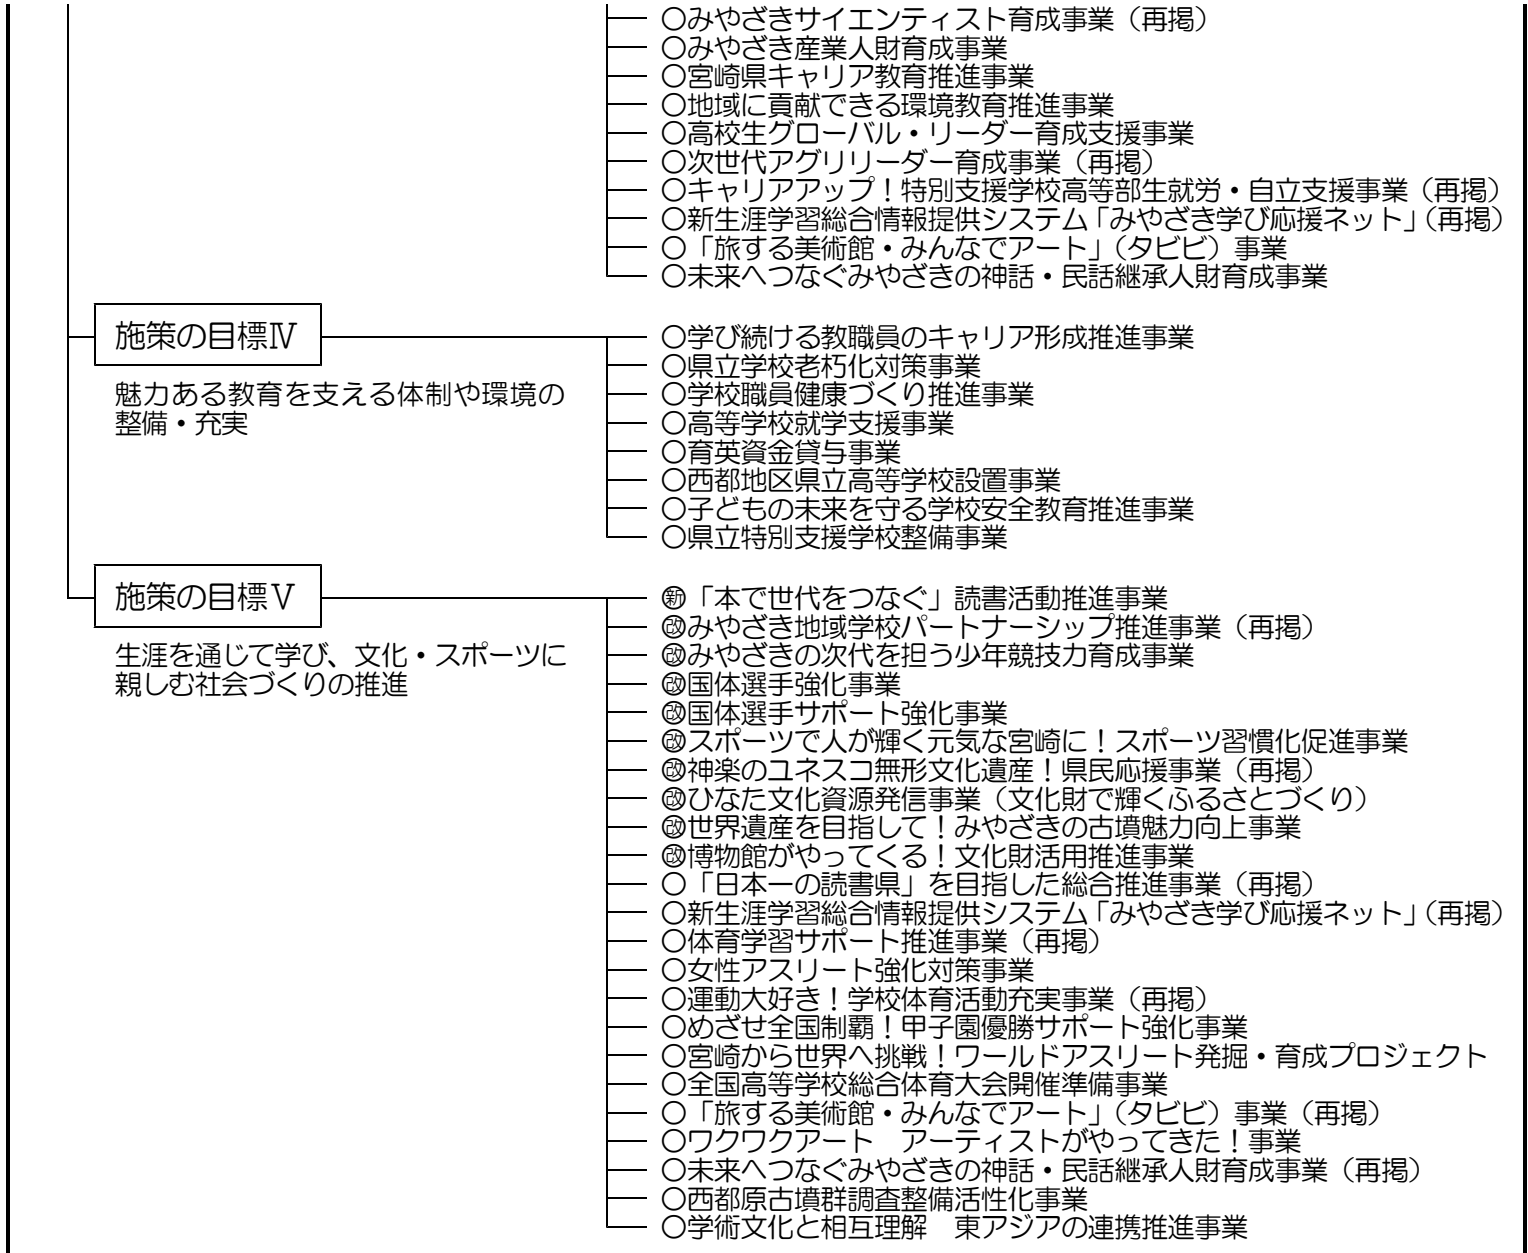 〇みやざきサイエンティスト育成事業（再掲）
〇みやざき産業人財育成事業
〇宮崎県キャリア教育推進事業
〇地域に貢献できる環境教育推進事業
〇高校生グローバル・リーダー育成支援事業
〇次世代アグリリーダー育成事業（再掲）
〇キャリアアップ！特別支援学校高等部生就労・自立支援事業（再掲）
〇新生涯学習総合情報提供システム「みやざき学び応援ネット」（再掲）
〇「旅する美術館・みんなでアート」（タビビ）事業
〇未来へつなぐみやざきの神話・民話継承人財育成事業
施策の目標Ⅳ
魅力ある教育を支える体制や環境の
整備・充実
〇学び続ける教職員のキャリア形成推進事業
〇県立学校老朽化対策事業
〇学校職員健康づくり推進事業
〇高等学校就学支援事業
〇育英資金貸与事業
〇西都地区県立高等学校設置事業
〇子どもの未来を守る学校安全教育推進事業
〇県立特別支援学校整備事業
施策の目標Ⅴ
生涯を通じて学び、文化・スポーツに
親しむ社会づくりの推進
㋐新「本で世代をつなぐ」読書活動推進事業
改みやざき地域学校パートナーシップ推進事業（再掲）
改みやざきの次代を担う少年競技力育成事業
改国体選手強化事業
改国体選手サポート強化事業
改スポーツで人が輝く元気な宮崎に！スポーツ習慣化促進事業
改神楽のユネスコ無形文化遺産！県民応援事業（再掲）
改ひなた文化資源発信事業（文化財で輝くふるさとづくり）
改世界遺産を目指して！みやざきの古墳魅力向上事業
改博物館がやってくる！文化財活用推進事業
〇「日本一の読書県」を目指した総合推進事業（再掲）
〇新生涯学習総合情報提供システム「みやざき学び応援ネット」（再掲）
〇体育学習サポート推進事業（再掲）
〇女性アスリート強化対策事業
〇運動大好き！学校体育活動充実事業（再掲）
〇めざせ全国制覇！甲子園優勝サポート強化事業
〇宮崎から世界へ挑戦！ワールドアスリート発掘・育成プロジェクト
〇全国高等学校総合体育大会開催準備事業
〇「旅する美術館・みんなでアート」（タビビ）事業（再掲）
〇ワクワクアート　アーティストがやってきた！事業
〇未来へつなぐみやざきの神話・民話継承人財育成事業（再掲）
〇西都原古墳群調査整備活性化事業
〇学術文化と相互理解　東アジアの連携推進事業